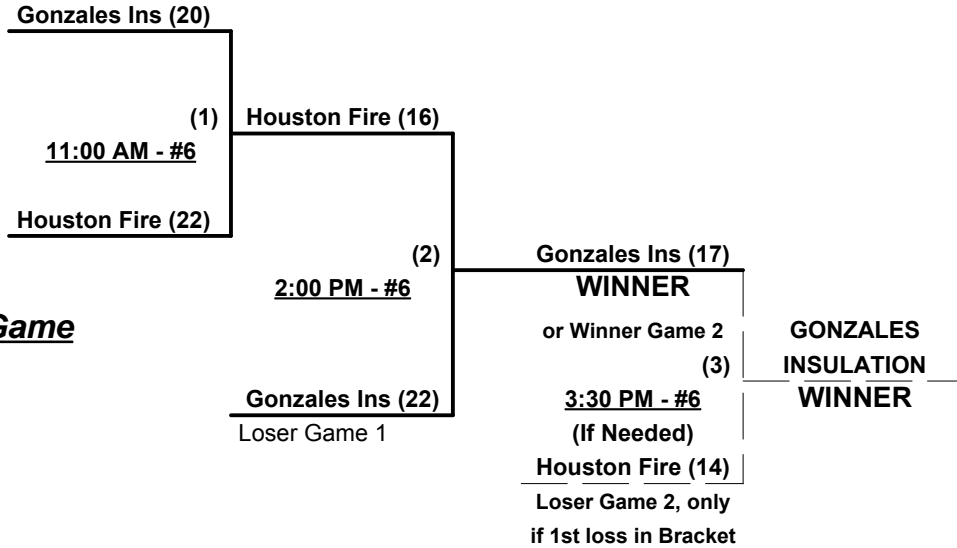 Gonzales Ins (20)
(1)
11:00 AM - #6
Houston Fire (22)
Houston Fire (16)
(2)
2:00 PM - #6
Game
Gonzales Ins (22)
Loser Game 1
Gonzales Ins (17)
WINNER
or Winner Game 2
(3)
3:30 PM - #6
(If Needed)
Houston Fire (14)
Loser Game 2, only
if 1st loss in Bracket
GONZALES
INSULATION
WINNER